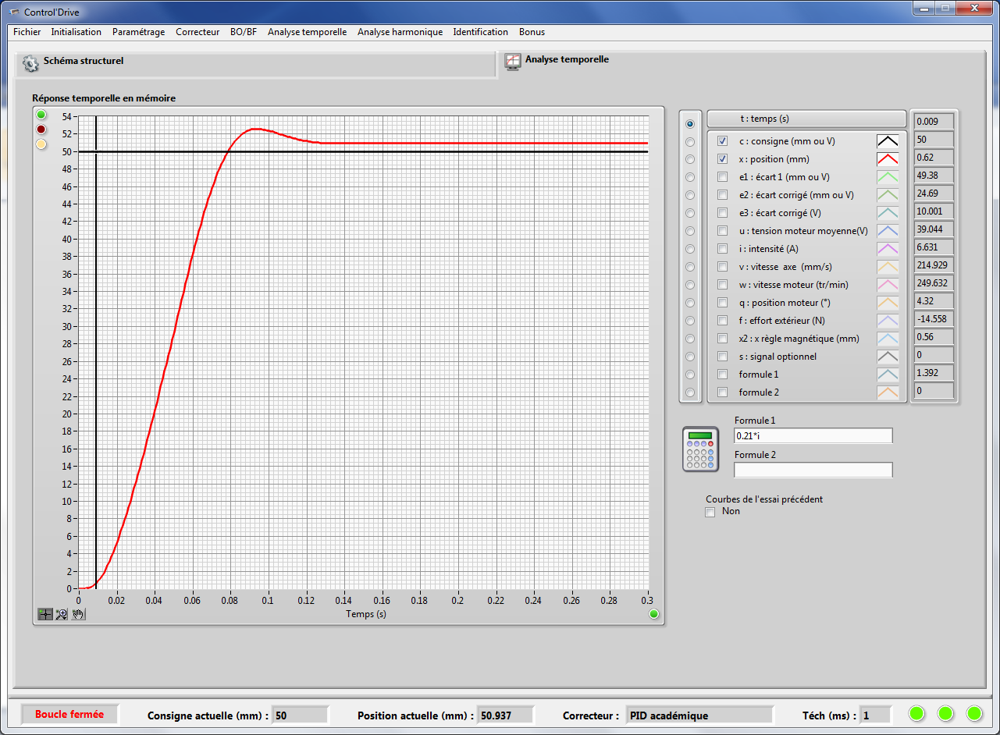 Control'Drive
Fichier Initialisation Paramétrage Correcteur BO/BF Analyse temporelle Analyse harmonique Identification Bonus
Schéma structurel
Analyse temporelle
Réponse temporelle en mémoire
54
52
50
48
46
44
42
40
38
36
34
32
30
28
26
24
22
20
18
16
14
12
10
8
6
4
2
0
0 0.02 0.04 0.06 0.08 0.1 0.12 0.14 0.16 0.18 0.2 0.22 0.24 0.26 0.28 0.3
Temps (s)
t : temps (s) 0.009
c : consigne (mm ou V) 50
x : position (mm) 0.62
e1 : écart 1 (mm ou V) 49.38
e2 : écart corrigé (mm ou V) 24.69
e3 : écart corrigé (V) 10.001
u : tension moteur moyenne(V) 39.044
i : intensité (A) 6.631
v : vitesse axe (mm/s) 214.929
w : vitesse moteur (tr/min) 249.632
q : position moteur (°) 4.32
f : effort extérieur (N) -14.558
x2 : x règle magnétique (mm) 0.56
s : signal optionnel 0
formule 1 1.392
formule 2 0
Formule 1
0.21*i
Formule 2
Courbes de l'essai précédent
Non
Boucle fermée Consigne actuelle (mm) : 50 Position actuelle (mm) : 50.937 Correcteur : PID académique Téch (ms) : 1